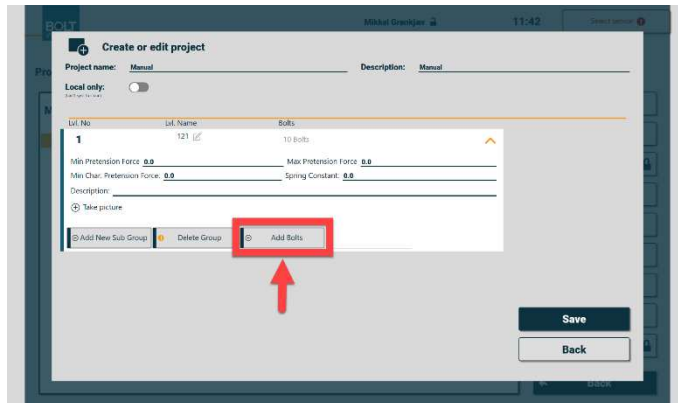 BOLT Mikkel Grankjær 11:42 Select sensor
Create or edit project
Project name: Manual Description: Manual
Local only:
Lvl. No Lvl. Name Bolts
1 121 10 Bolts
Min Pretension Force 0.0 Max Pretension Force 0.0
Min Char. Pretension Force: 0.0 Spring Constant: 0.0
Description:
Take picture
Add New Sub Group Delete Group Add Bolts
Save
Back
Back